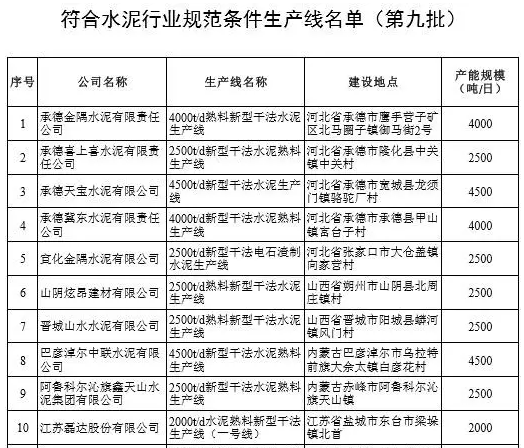 符合水泥行业规范条件生产线名单（第九批）
序号 公司名称 生产线名称 建设地点 产能规模（吨/日）
1 承德金隅水泥有限责任公司 4000t/d熟料新型干法水泥生产线 河北省承德市鹰手营子矿区北马圈子镇御马街2号 4000
2 承德喜上喜水泥有限责任公司 2500t/d新型干法水泥熟料生产线 河北省承德市隆化县中关镇中关村 2500
3 承德天宝水泥有限公司 4500t/d新型干法水泥生产线 河北省承德市宽城县龙须门镇骆驼厂村 4500
4 承德冀东水泥有限责任公司 4000t/d新型干法水泥熟料生产线 河北省承德市承德县甲山镇富台子村 4000
5 宣化金隅水泥有限公司 2500t/d新型干法电石渣制水泥生产线 河北省张家口市大仓盖镇向家营村 2500
6 山阴炫昂建材有限公司 2500t/d熟料新型干法水泥生产线 山西省朔州市山阴县北周庄镇村 2500
7 晋城山水水泥有限公司 2500t/d熟料新型干法水泥生产线 山西省晋城市阳城县蟒河镇风门村 2500
8 巴彦淖尔中联水泥有限公司 4500t/d新型干法水泥熟料生产线 内蒙古巴彦淖尔市乌拉特前旗大佘太镇白彦花村 4500
9 阿鲁科尔沁旗鑫天山水泥集团有限公司 2500t/d新型干法水泥熟料生产线 内蒙古赤峰市阿鲁科尔沁旗天山镇 2500
10 江苏磊达股份有限公司 2000t/d水泥熟料新型干法生产线（一号线） 江苏省盐城市东台市梁垛镇北首 2000